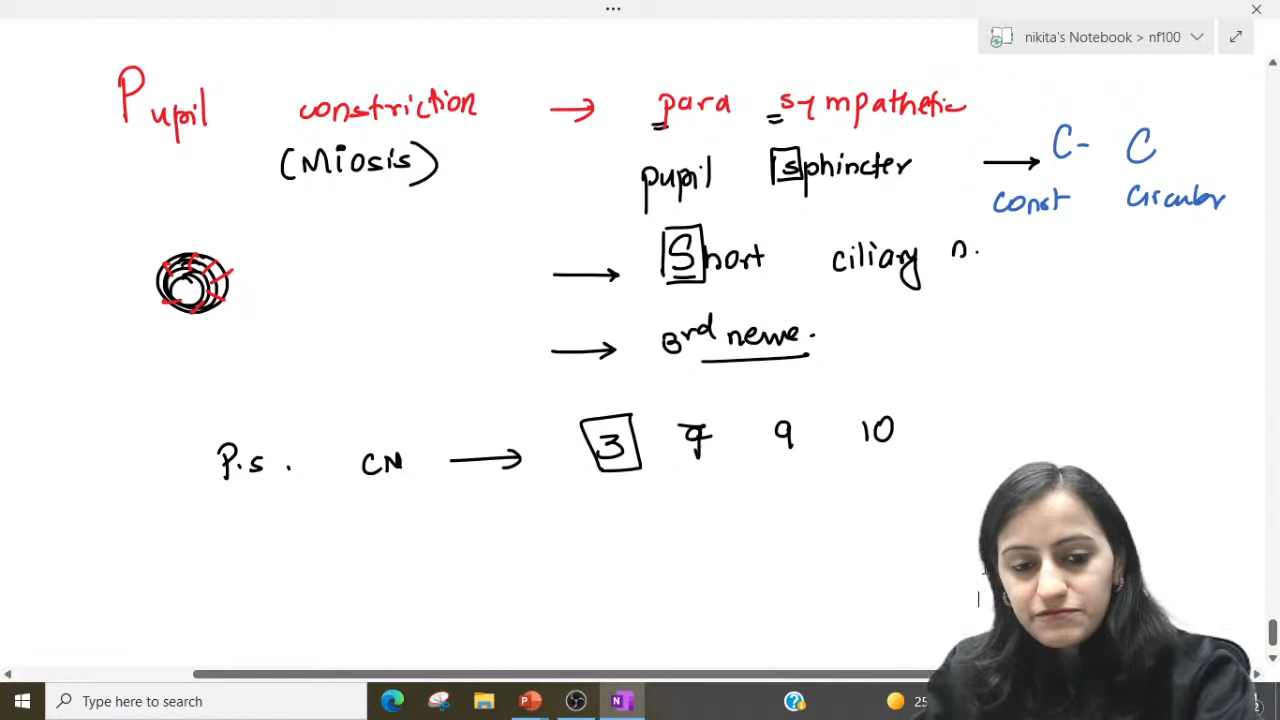 nikita's Notebook > nf100
Pupil constriction → para sympathetic
(Miosis) pupil sphincter → C- C
const circular
→ Short ciliary n.
→ 3rd nerve.
P.s. CN → 3 7 9 10
Type here to search
25